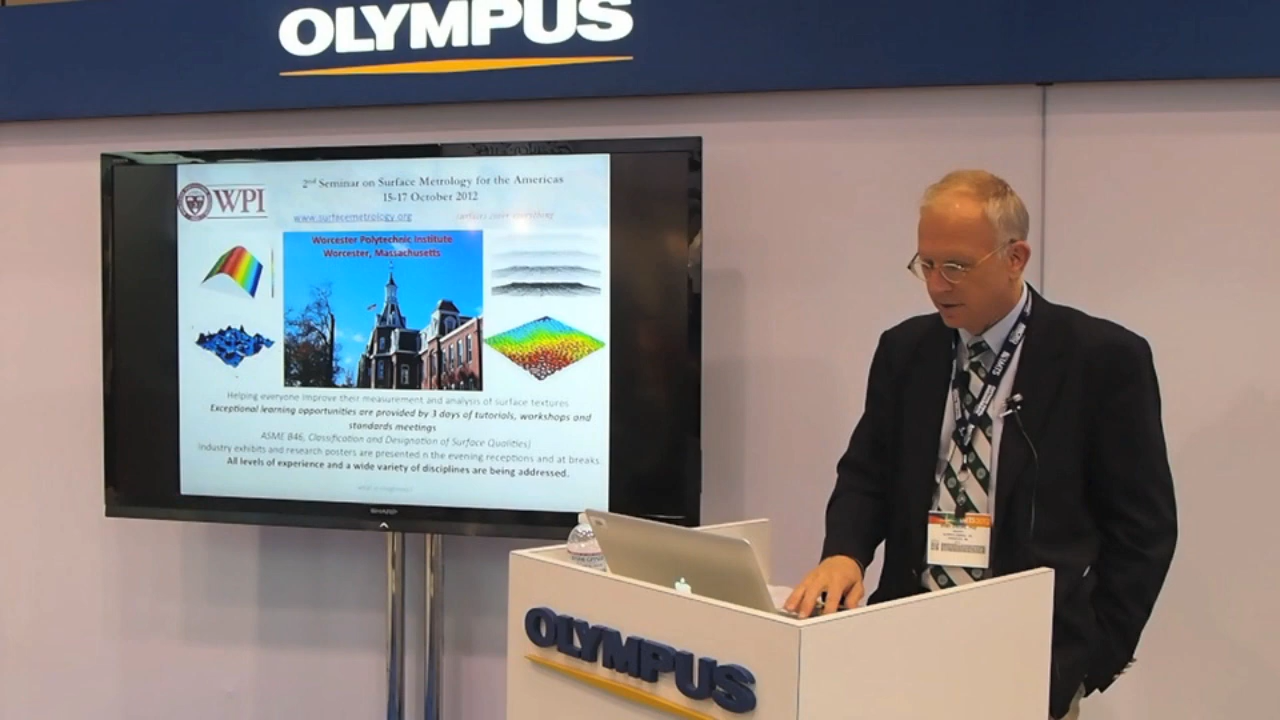 OLYMPUS
WPI
2nd Seminar on Surface Metrology for the Americas
15-17 October 2012
www.surfacemetrology.org
surfaces cover everything
Worcester Polytechnic Institute
Worcester, Massachusetts
Helping everyone improve their measurement and analysis of surface textures
Exceptional learning opportunities are provided by 3 days of tutorials, workshops and
standards meetings
ASME B46, Classification and Designation of Surface Qualities)
Industry exhibits and research posters are presented n the evening receptions and at breaks.
All levels of experience and a wide variety of disciplines are being addressed.
SHARP
OLYMPUS